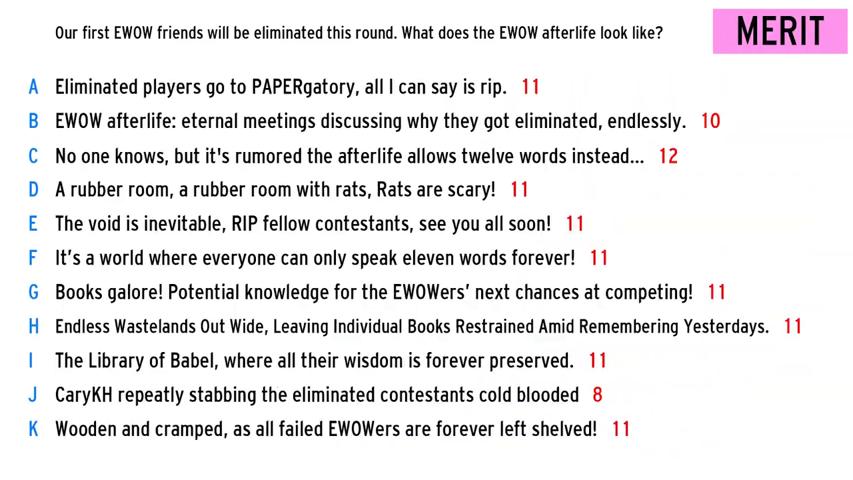 Our first EWOW friends will be eliminated this round. What does the EWOW afterlife look like?
MERIT
A Eliminated players go to PAPERgatory, all I can say is rip. 11
B EWOW afterlife: eternal meetings discussing why they got eliminated, endlessly. 10
C No one knows, but it's rumored the afterlife allows twelve words instead... 12
D A rubber room, a rubber room with rats, Rats are scary! 11
E The void is inevitable, RIP fellow contestants, see you all soon! 11
F It’s a world where everyone can only speak eleven words forever! 11
G Books galore! Potential knowledge for the EWOWers’ next chances at competing! 11
H Endless Wastelands Out Wide, Leaving Individual Books Restrained Amid Remembering Yesterdays. 11
I The Library of Babel, where all their wisdom is forever preserved. 11
J CaryKH repeatly stabbing the eliminated contestants cold blooded 8
K Wooden and cramped, as all failed EWOWers are forever left shelved! 11